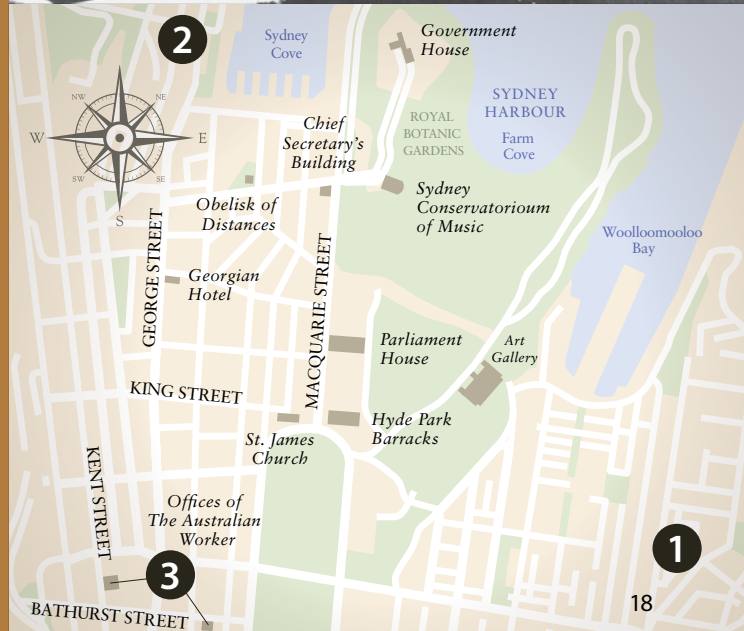 2
Sydney
Cove
Government
House
SYDNEY
HARBOUR
Farm
Cove
ROYAL
BOTANIC
GARDENS
NW
NE
W
E
SW
SE
S
Chief
Secretary's
Building
Obelisk of
Distances
Sydney
Conservatorioum
of Music
Woolloomooloo
Bay
GEORGE STREET
Georgian
Hotel
MACQUARIE STREET
Parliament
House
Art
Gallery
KING STREET
Hyde Park
Barracks
St. James
Church
KENT STREET
Offices of
The Australian
Worker
1
3
18
BATHURST STREET